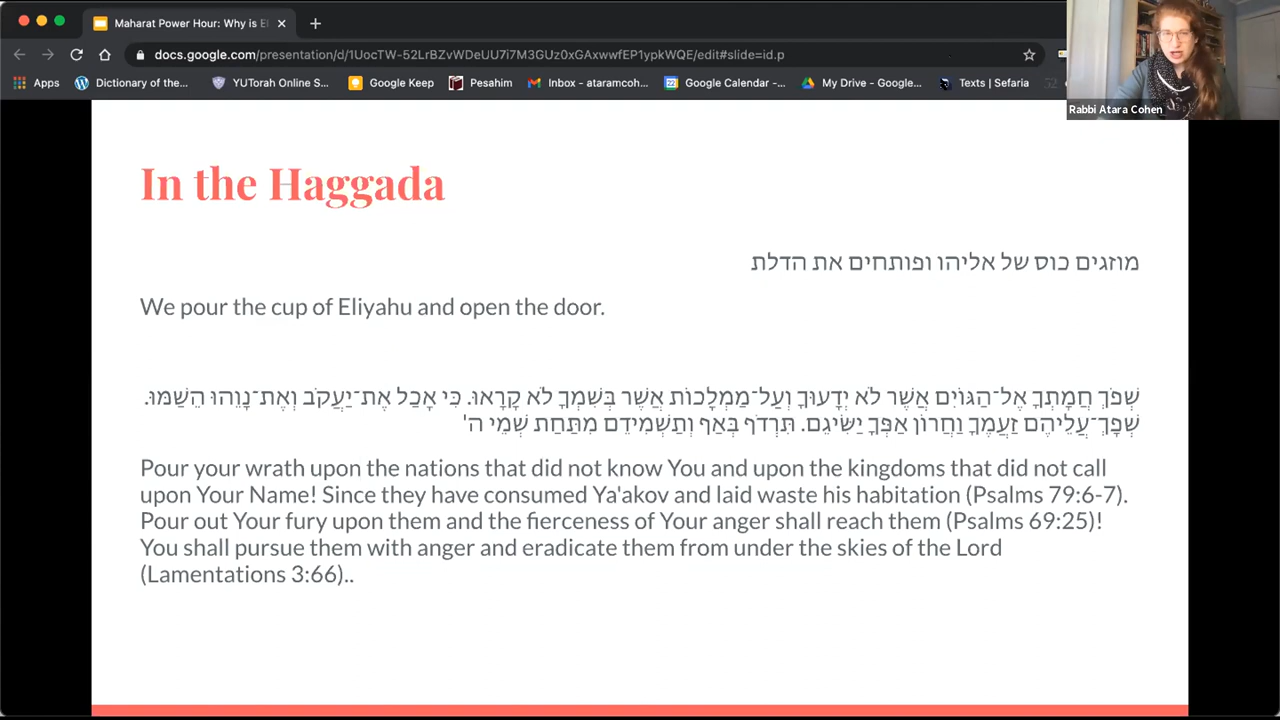 Maharat Power Hour: Why is El
docs.google.com/presentation/d/1UocTW-52LrBZvWDLJU7i7M3GUz0xGAxwwfEP1ypkWQE/edit#slide=id.p
Apps Dictionary of the... YUTorah Online S... Google Keep Pesahim Inbox - ataramcoh... Google Calendar -... My Drive - Google... Texts | Sefaria 52
Rabbi Atara Cohen
In the Haggada
מוזגים כוס של אליהו ופותחים את הדלת
We pour the cup of Eliyahu and open the door.
שְׁפֹךְ חֲמָתְךָ אֶל־הַגּוֹיִם אֲשֶׁר לֹא יְדָעוּךָ וְעַל־מַמְלָכוֹת אֲשֶׁר בְּשִׁמְךָ לֹא קָרָאוּ. כִּי אָכַל אֶת־יַעֲקֹב וְאֶת־נָוֵהוּ הֵשַׁמּוּ.
שְׁפָךְ־עֲלֵיהֶם זַעֲמֶךָ וַחֲרוֹן אַפְּךָ יַשִּׂיגֵם. תִּרְדֹף בְּאַף וְתַשְׁמִידֵם מִתַּחַת שְׁמֵי ה'
Pour your wrath upon the nations that did not know You and upon the kingdoms that did not call
upon Your Name! Since they have consumed Ya'akov and laid waste his habitation (Psalms 79:6-7).
Pour out Your fury upon them and the fierceness of Your anger shall reach them (Psalms 69:25)!
You shall pursue them with anger and eradicate them from under the skies of the Lord
(Lamentations 3:66)..